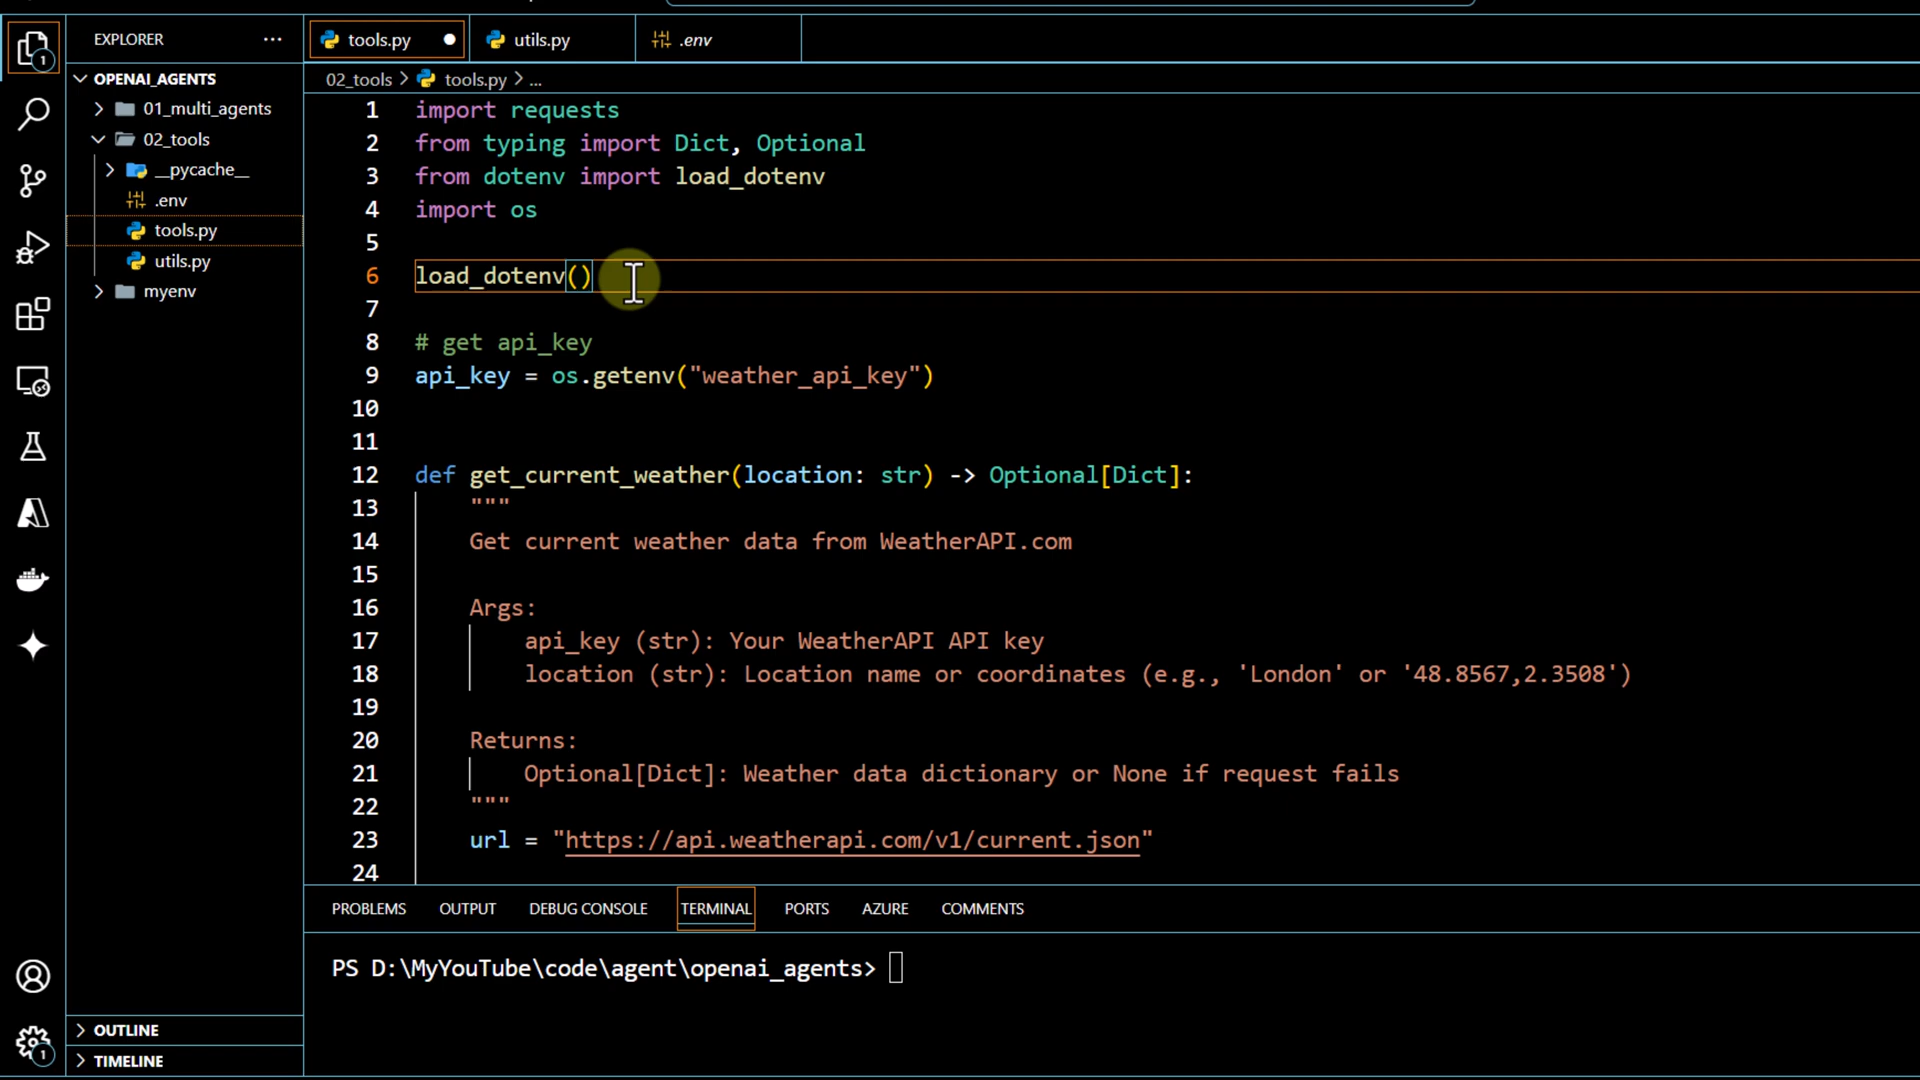 EXPLORER
OPENAI_AGENTS
01_multi_agents
02_tools
__pycache__
.env
tools.py
utils.py
myenv
OUTLINE
TIMELINE
1
1
tools.py
utils.py
.env
02_tools > tools.py > ...
1 import requests
2 from typing import Dict, Optional
3 from dotenv import load_dotenv
4 import os
5
6 load_dotenv()
7
8 # get api_key
9 api_key = os.getenv("weather_api_key")
10
11
12 def get_current_weather(location: str) -> Optional[Dict]:
13 """
14 Get current weather data from WeatherAPI.com
15
16 Args:
17 api_key (str): Your WeatherAPI API key
18 location (str): Location name or coordinates (e.g., 'London' or '48.8567,2.3508')
19
20 Returns:
21 Optional[Dict]: Weather data dictionary or None if request fails
22 """
23 url = "https://api.weatherapi.com/v1/current.json"
24
PROBLEMS OUTPUT DEBUG CONSOLE TERMINAL PORTS AZURE COMMENTS
PS D:\MyYouTube\code\agent\openai_agents>